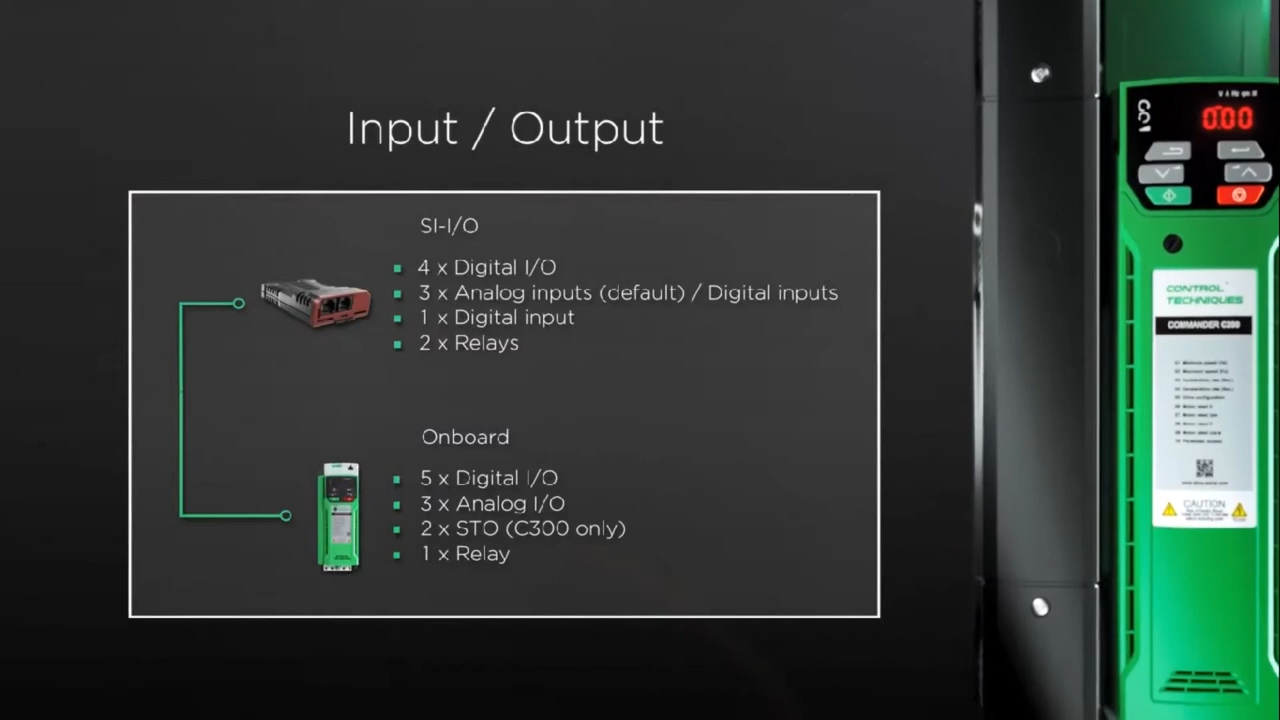 Input / Output
SI-I/O
4 x Digital I/O
3 x Analog inputs (default) / Digital inputs
1 x Digital input
2 x Relays
Onboard
5 x Digital I/O
3 x Analog I/O
2 x STO (C300 only)
1 x Relay
0.00
CONTROL
TECHNIQUES
COMMANDER
CAUTION